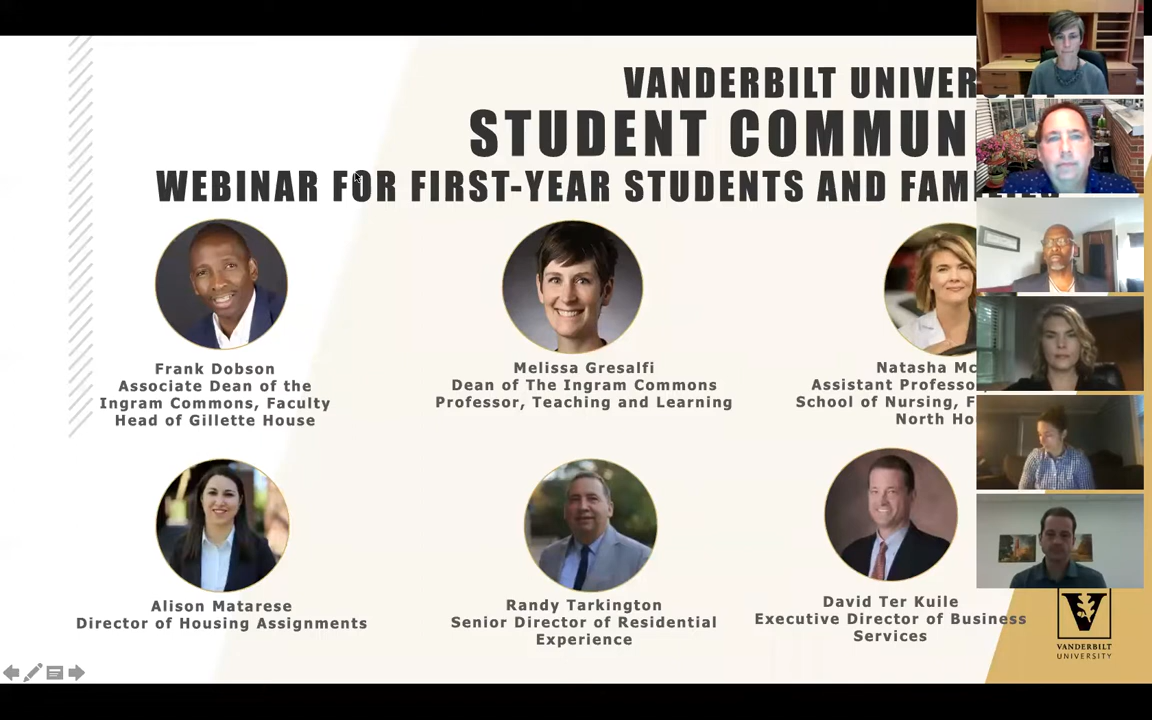 VANDERBILT UNIVER
STUDENT COMMUN
WEBINAR FOR FIRST-YEAR STUDENTS AND FAMILIES
Frank Dobson
Associate Dean of the
Ingram Commons, Faculty
Head of Gillette House
Melissa Gresalfi
Dean of The Ingram Commons
Professor, Teaching and Learning
Natasha Mc
Assistant Professo
School of Nursing, F
North Ho
Alison Matarese
Director of Housing Assignments
Randy Tarkington
Senior Director of Residential
Experience
David Ter Kuile
Executive Director of Business
Services
V
VANDERBILT
UNIVERSITY